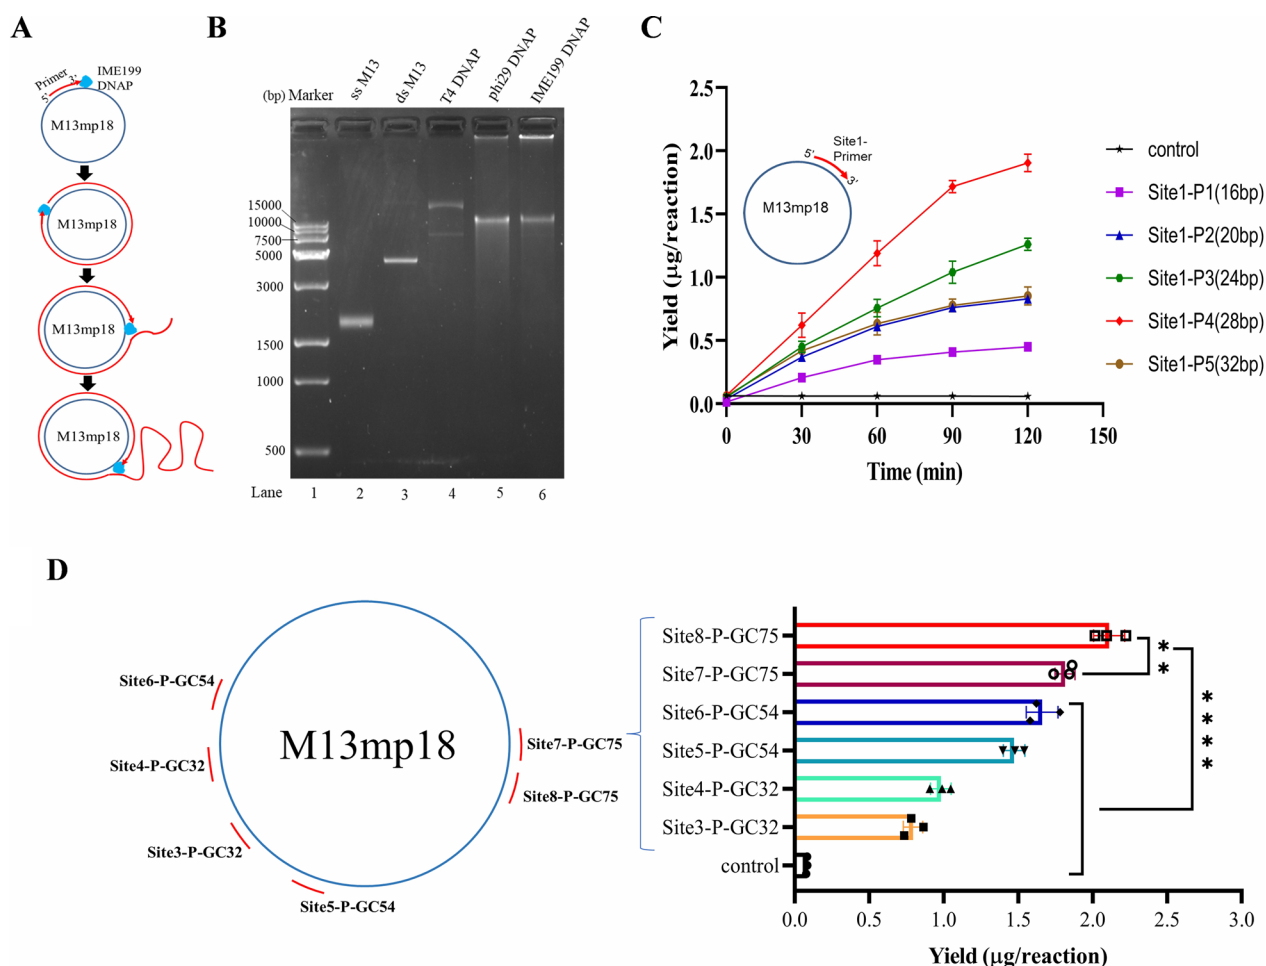 A
Primer
5'
3'
IME199
DNAP
M13mp18
M13mp18
M13mp18
M13mp18
B
(bp) Marker
ss M13
ds M13
T4 DNAP
phi29 DNAP
IME199 DNAP
15000
10000
7500
5000
3000
1500
1000
500
Lane 1 2 3 4 5 6
C
Yield (μg/reaction)
2.5
2.0
1.5
1.0
0.5
0.0
0 30 60 90 120 150
Time (min)
5'
Site1-
Primer
3'
M13mp18
control
Site1-P1(16bp)
Site1-P2(20bp)
Site1-P3(24bp)
Site1-P4(28bp)
Site1-P5(32bp)
D
Site6-P-GC54
Site4-P-GC32
Site3-P-GC32
Site5-P-GC54
M13mp18
Site7-P-GC75
Site8-P-GC75
Site8-P-GC75
Site7-P-GC75
Site6-P-GC54
Site5-P-GC54
Site4-P-GC32
Site3-P-GC32
control
**
****
0.0 0.5 1.0 1.5 2.0 2.5 3.0
Yield (μg/reaction)